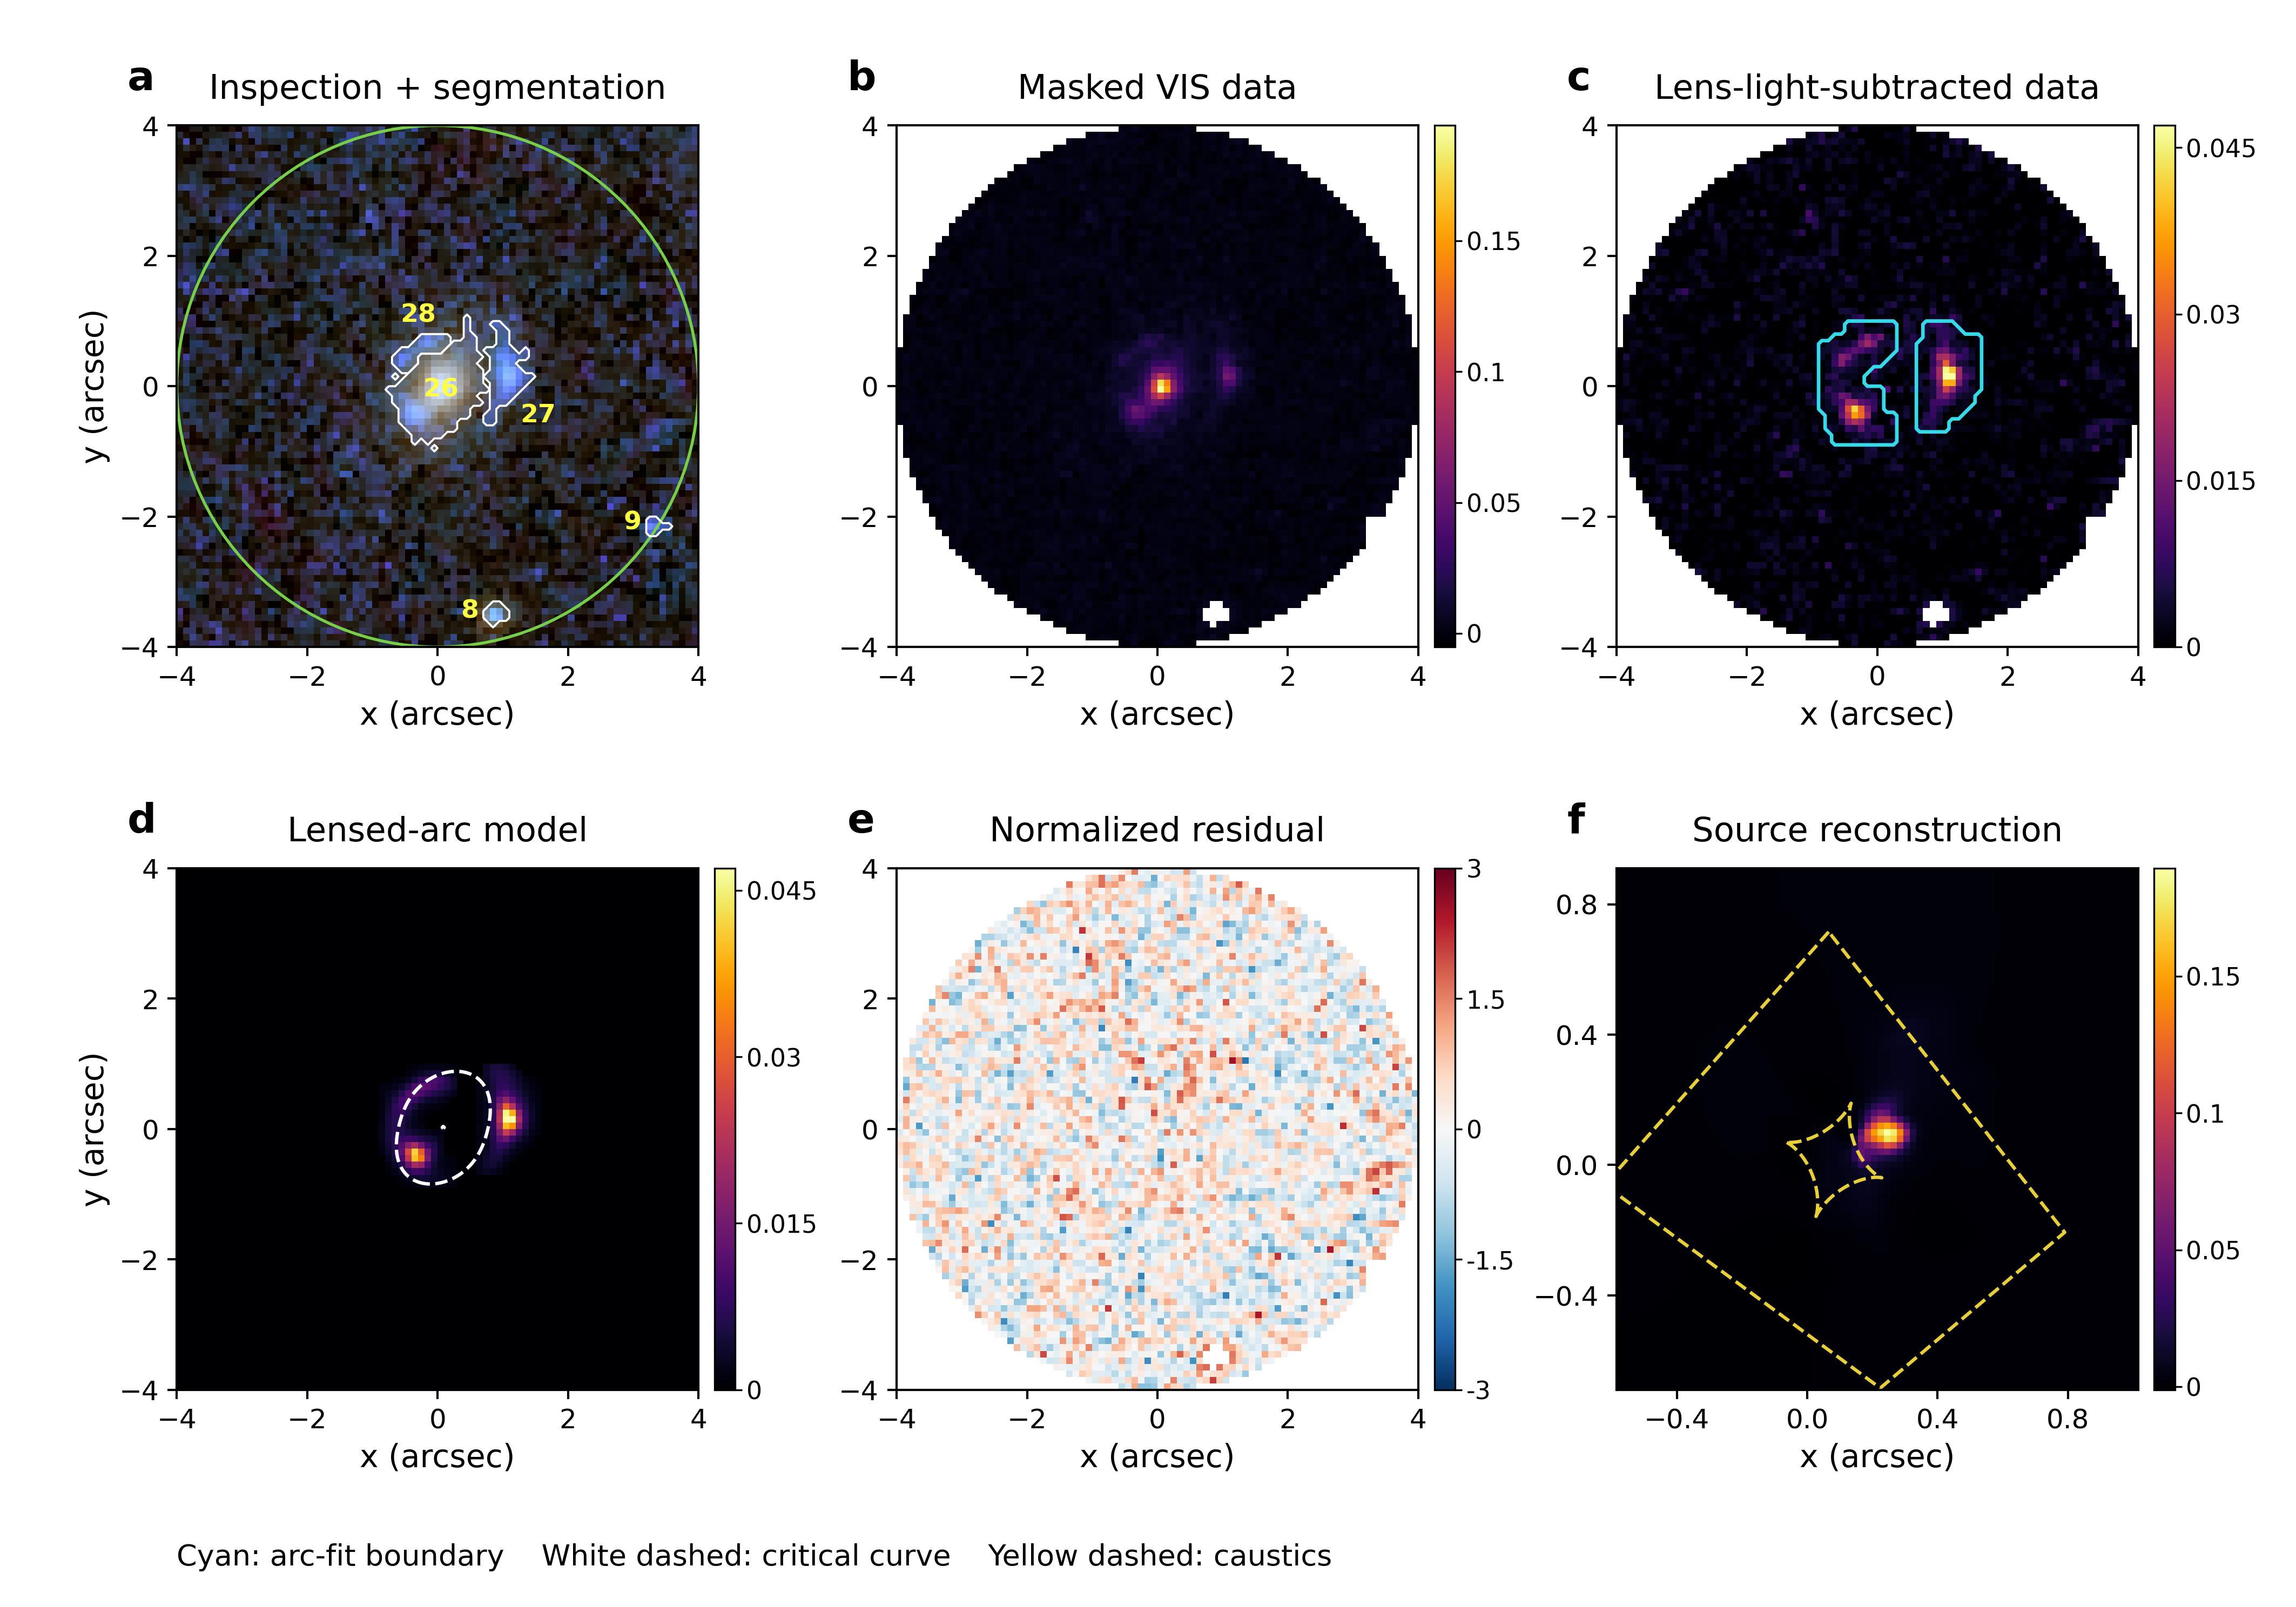 a Inspection + segmentation
4
2
0
−2
−4
−4 −2 0 2 4
x (arcsec)
y (arcsec)
28
26
27
9
8
b Masked VIS data
4
2
0
−2
−4
−4 −2 0 2 4
x (arcsec)
0.15
0.1
0.05
0
c Lens-light-subtracted data
4
2
0
−2
−4
−4 −2 0 2 4
x (arcsec)
0.045
0.03
0.015
0
d Lensed-arc model
4
2
0
−2
−4
−4 −2 0 2 4
x (arcsec)
y (arcsec)
0.045
0.03
0.015
0
e Normalized residual
4
2
0
−2
−4
−4 −2 0 2 4
x (arcsec)
3
1.5
0
-1.5
-3
f Source reconstruction
0.8
0.4
0.0
−0.4
−0.4 0.0 0.4 0.8
x (arcsec)
0.15
0.1
0.05
0
Cyan: arc-fit boundary White dashed: critical curve Yellow dashed: caustics